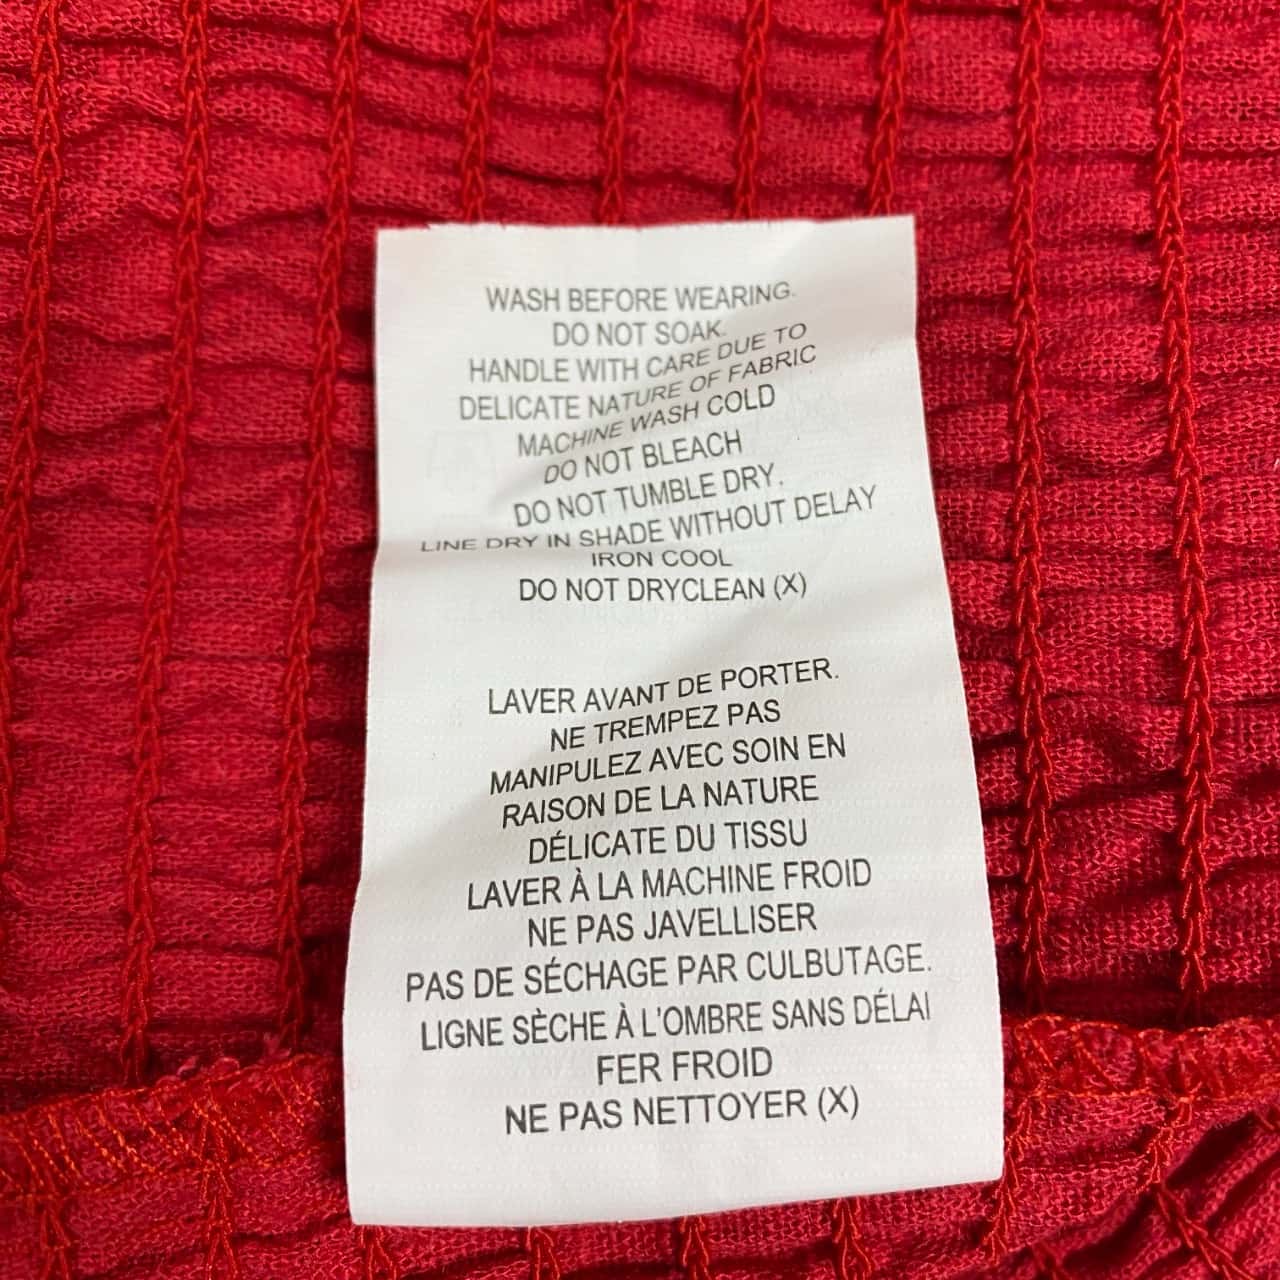 WASH BEFORE WEARING.
DO NOT SOAK.
HANDLE WITH CARE DUE TO
DELICATE NATURE OF FABRIC
MACHINE WASH COLD
DO NOT BLEACH
DO NOT TUMBLE DRY.
LINE DRY IN SHADE WITHOUT DELAY
IRON COOL
DO NOT DRYCLEAN (X)
LAVER AVANT DE PORTER.
NE TREMPEZ PAS
MANIPULEZ AVEC SOIN EN
RAISON DE LA NATURE
DÉLICATE DU TISSU
LAVER À LA MACHINE FROID
NE PAS JAVELLISER
PAS DE SÉCHAGE PAR CULBUTAGE.
LIGNE SÈCHE À L'OMBRE SANS DÉLAI
FER FROID
NE PAS NETTOYER (X)